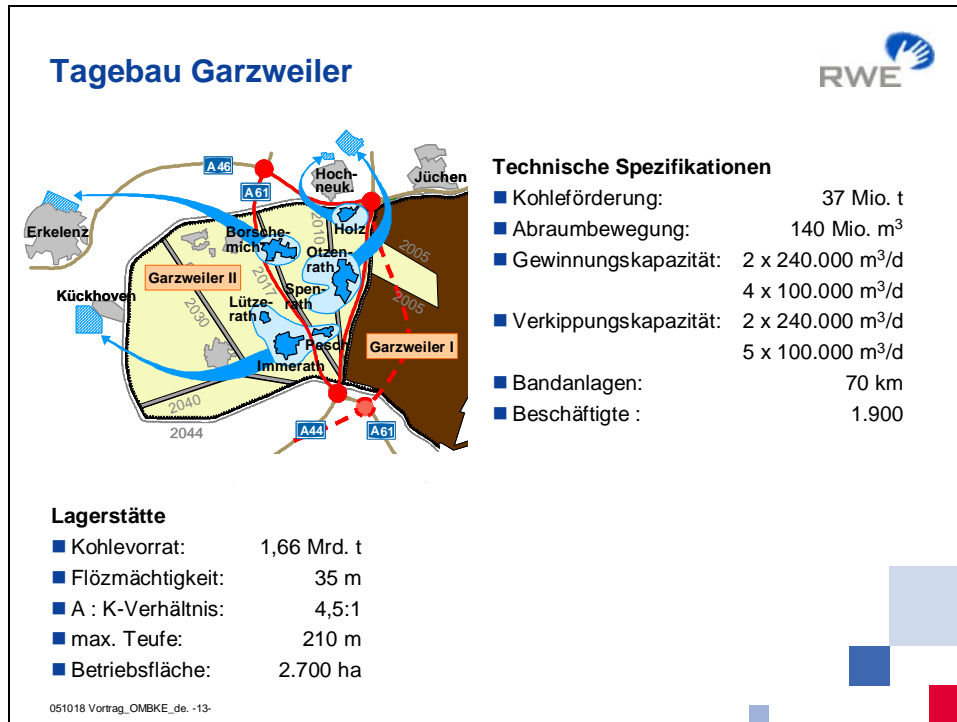 Tagebau Garzweiler
RWE
A 46
A 61
Hoch-
neuk.
Jüchen
Erkelenz
Borsche-
mich
Holz
2010
Otzen-
rath
2005
Garzweiler II
2017
Spen-
rath
2005
Kückhoven
2030
Lütze-
rath
Pesch
Garzweiler I
Immerath
2040
2044
A44
A61
Technische Spezifikationen
Kohleförderung: 37 Mio. t
Abraumbewegung: 140 Mio. m³
Gewinnungskapazität: 2 x 240.000 m³/d
4 x 100.000 m³/d
Verkippungskapazität: 2 x 240.000 m³/d
5 x 100.000 m³/d
Bandanlagen: 70 km
Beschäftigte : 1.900
Lagerstätte
Kohlevorrat: 1,66 Mrd. t
Flözmächtigkeit: 35 m
A : K-Verhältnis: 4,5:1
max. Teufe: 210 m
Betriebsfläche: 2.700 ha
051018 Vortrag_OMBKE_de. -13-